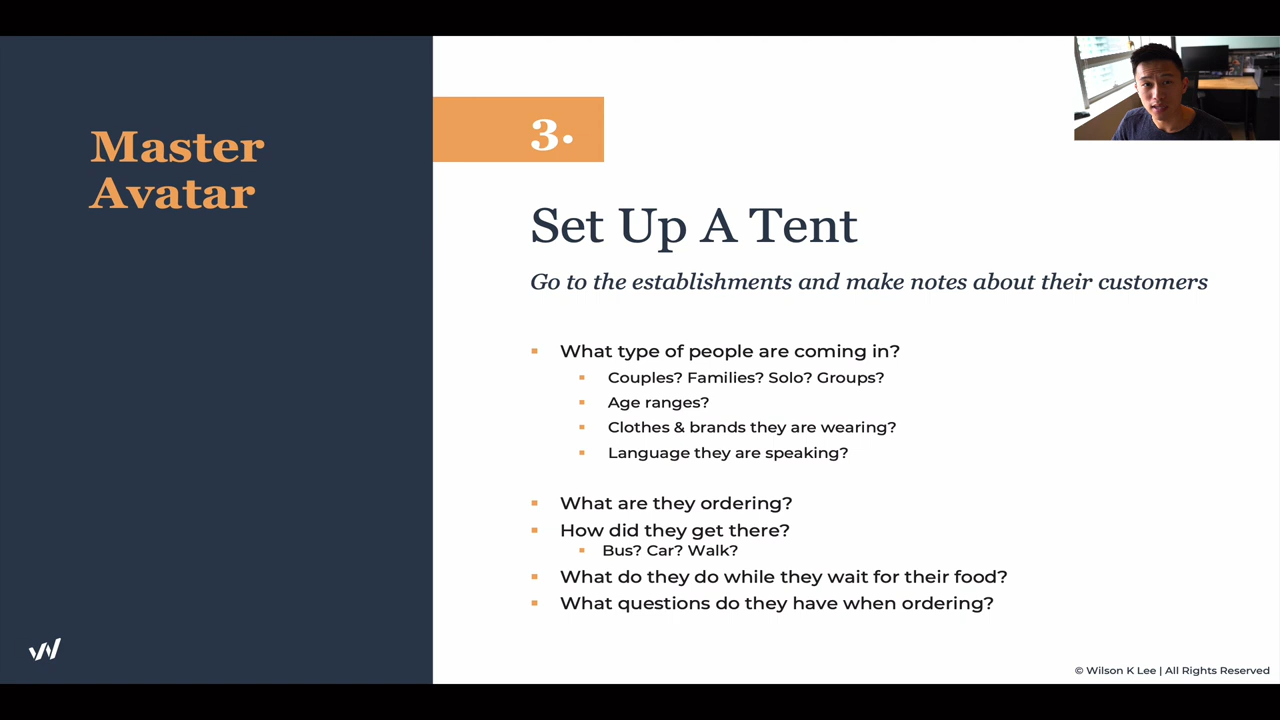 Master
Avatar
3.
Set Up A Tent
Go to the establishments and make notes about their customers
What type of people are coming in?
Couples? Families? Solo? Groups?
Age ranges?
Clothes & brands they are wearing?
Language they are speaking?
What are they ordering?
How did they get there?
Bus? Car? Walk?
What do they do while they wait for their food?
What questions do they have when ordering?
© Wilson K Lee | All Rights Reserved